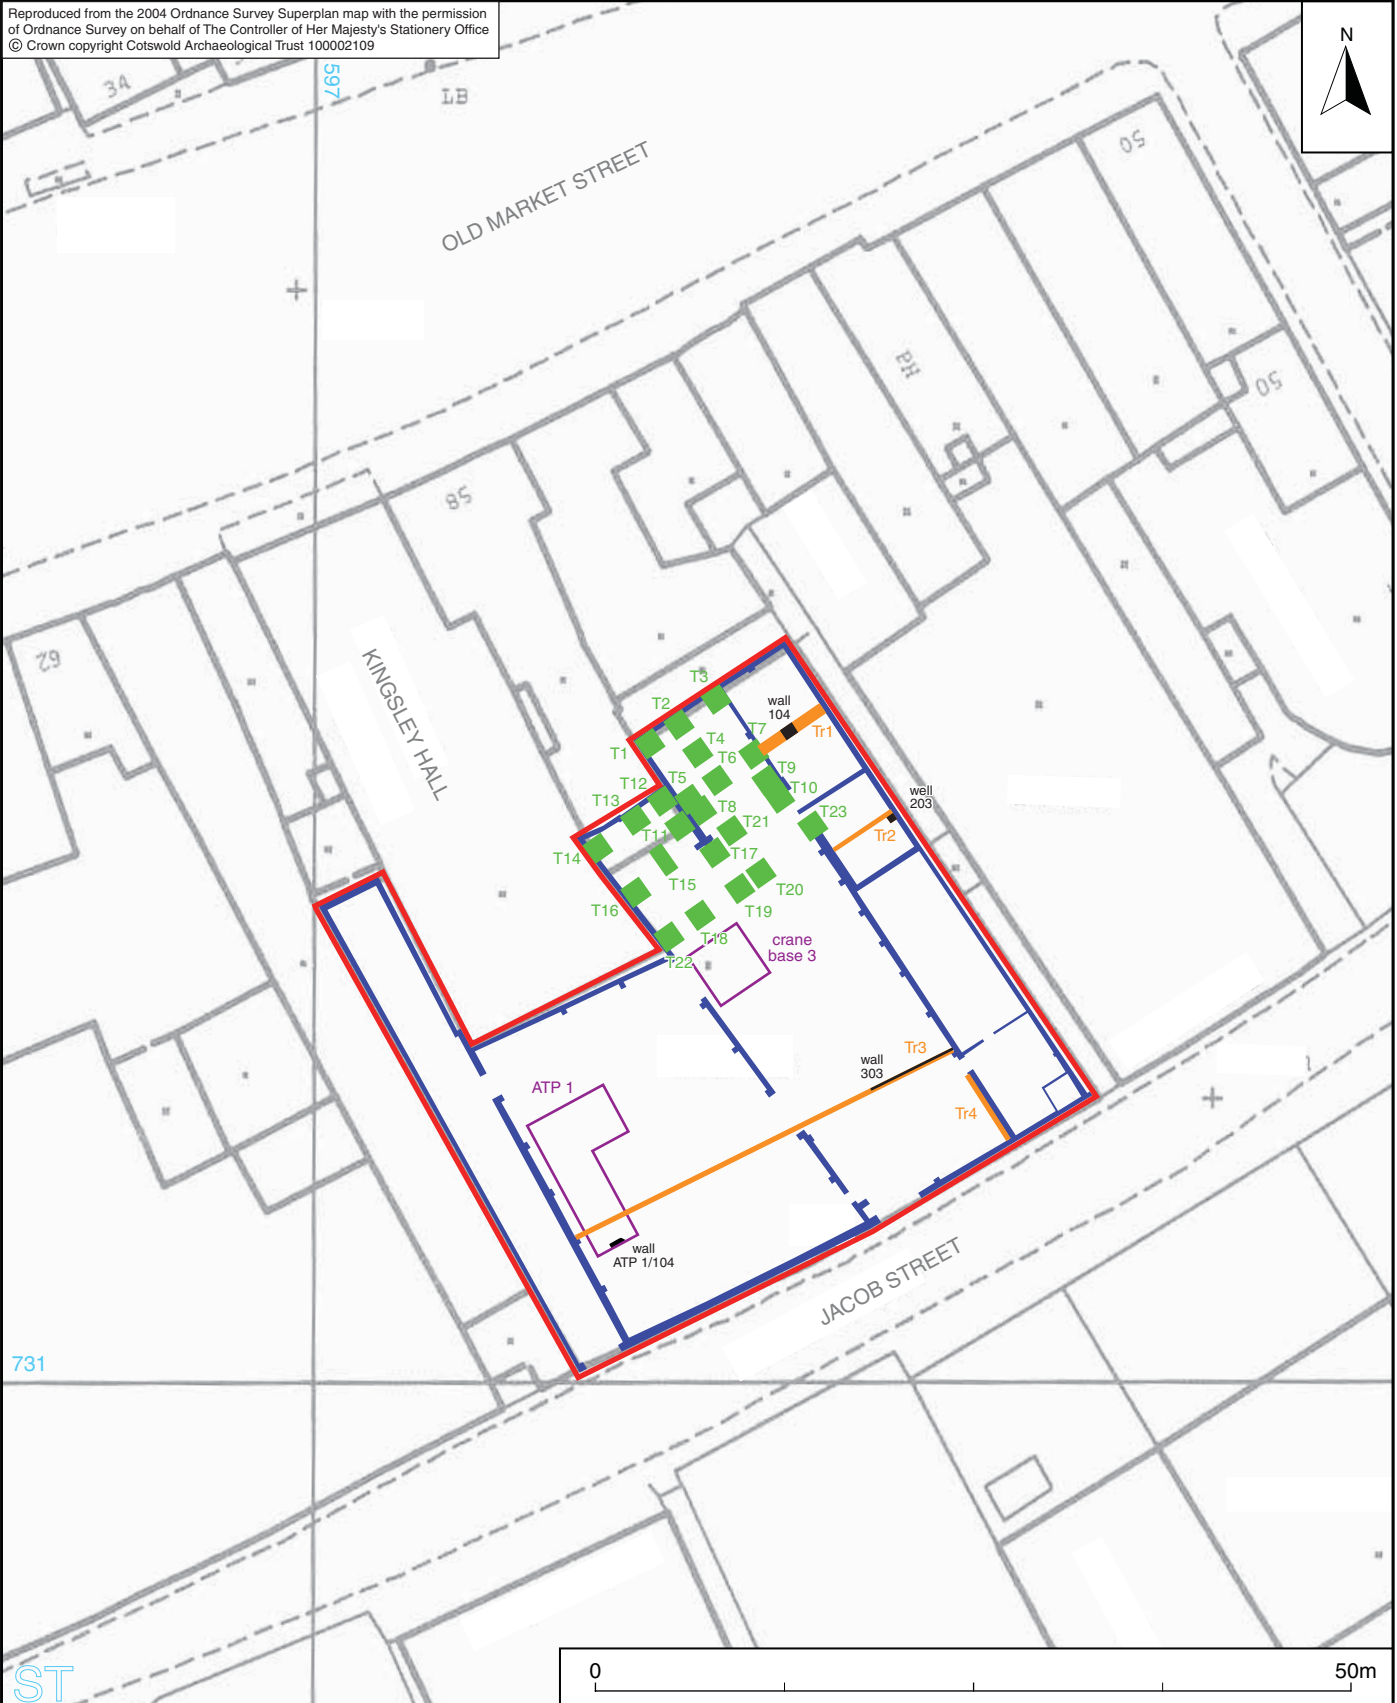 Reproduced from the 2004 Ordnance Survey Superplan map with the permission
of Ordnance Survey on behalf of The Controller of Her Majesty's Stationery Office
© Crown copyright Cotswold Archaeological Trust 100002109
N
34
597
LB
OLD MARKET STREET
50
Hd
50
58
62
KINGSLEY HALL
T3
T2
wall
104
T1
T4
T7
Tr1
T6
T12
T5
T9
T13
T10
T8
well
203
T11
T21
T23
Tr2
T14
T17
T15
T20
T16
T19
T18
crane
base 3
T22
Tr3
wall
303
ATP 1
Tr4
wall
ATP 1/104
JACOB STREET
731
ST
0
50m